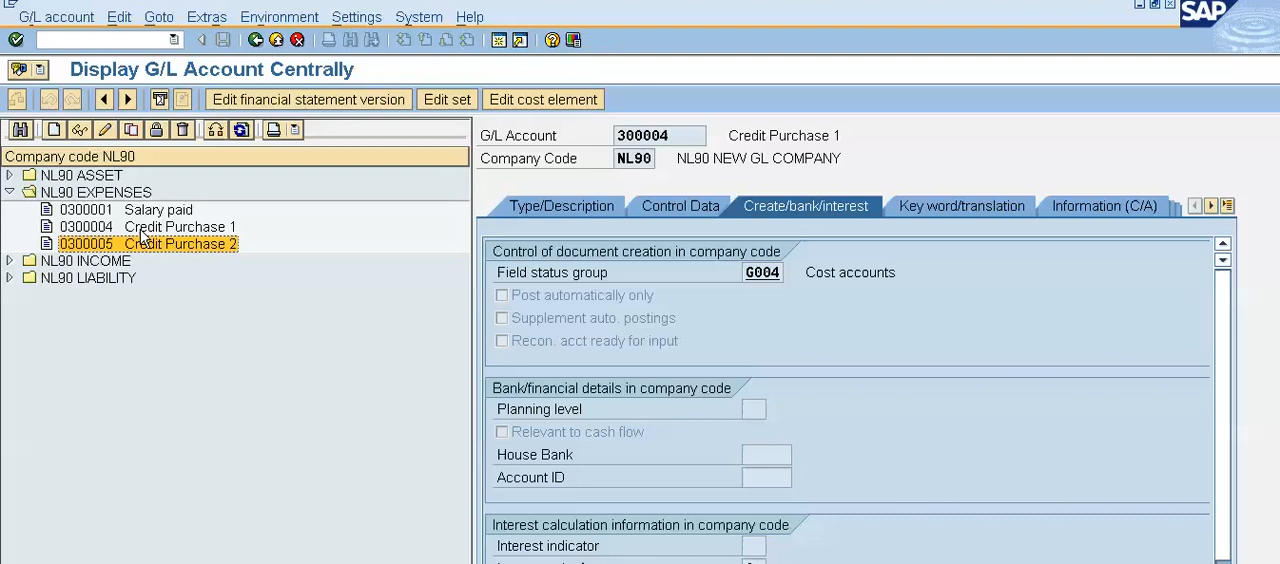 G/L account Edit Goto Extras Environment Settings System Help
SAP
Display G/L Account Centrally
Edit financial statement version Edit set Edit cost element
Company code NL90
NL90 ASSET
NL90 EXPENSES
0300001 Salary paid
0300004 Credit Purchase 1
0300005 Credit Purchase 2
NL90 INCOME
NL90 LIABILITY
G/L Account 300004 Credit Purchase 1
Company Code NL90 NL90 NEW GL COMPANY
Type/Description Control Data Create/bank/interest Key word/translation Information (C/A)
Control of document creation in company code
Field status group G004 Cost accounts
Post automatically only
Supplement auto. postings
Recon. acct ready for input
Bank/financial details in company code
Planning level
Relevant to cash flow
House Bank
Account ID
Interest calculation information in company code
Interest indicator